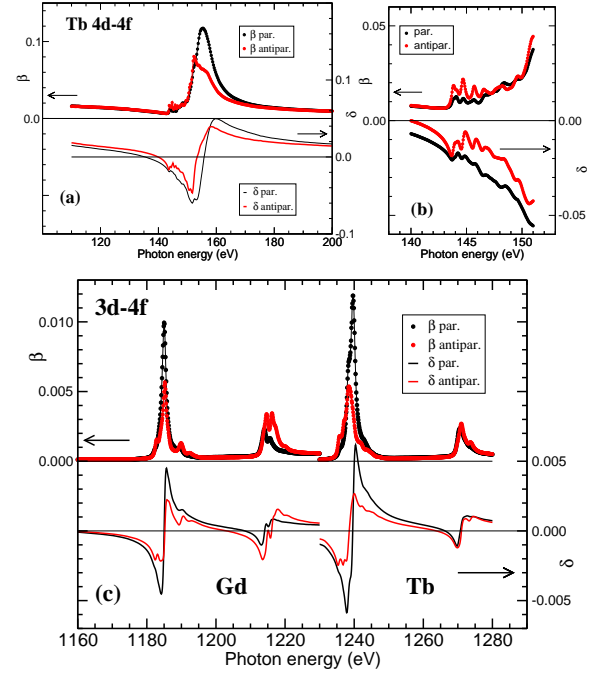 Tb 4d-4f
β par.
β antipar.
0.1
0.1
β
δ
0.0
0.0
(a)
δ par.
δ antipar.
-0.1
120 140 160 180 200
Photon energy (eV)
par.
antipar.
0.05
β
0.00
0.00
δ
(b)
-0.05
140 145 150
Photon energy (eV)
3d-4f
β par.
β antipar.
δ par.
δ antipar.
0.010
β
0.005
0.000
0.005
0.000
δ
-0.005
Gd
Tb
(c)
1160 1180 1200 1220 1240 1260 1280
Photon energy (eV)